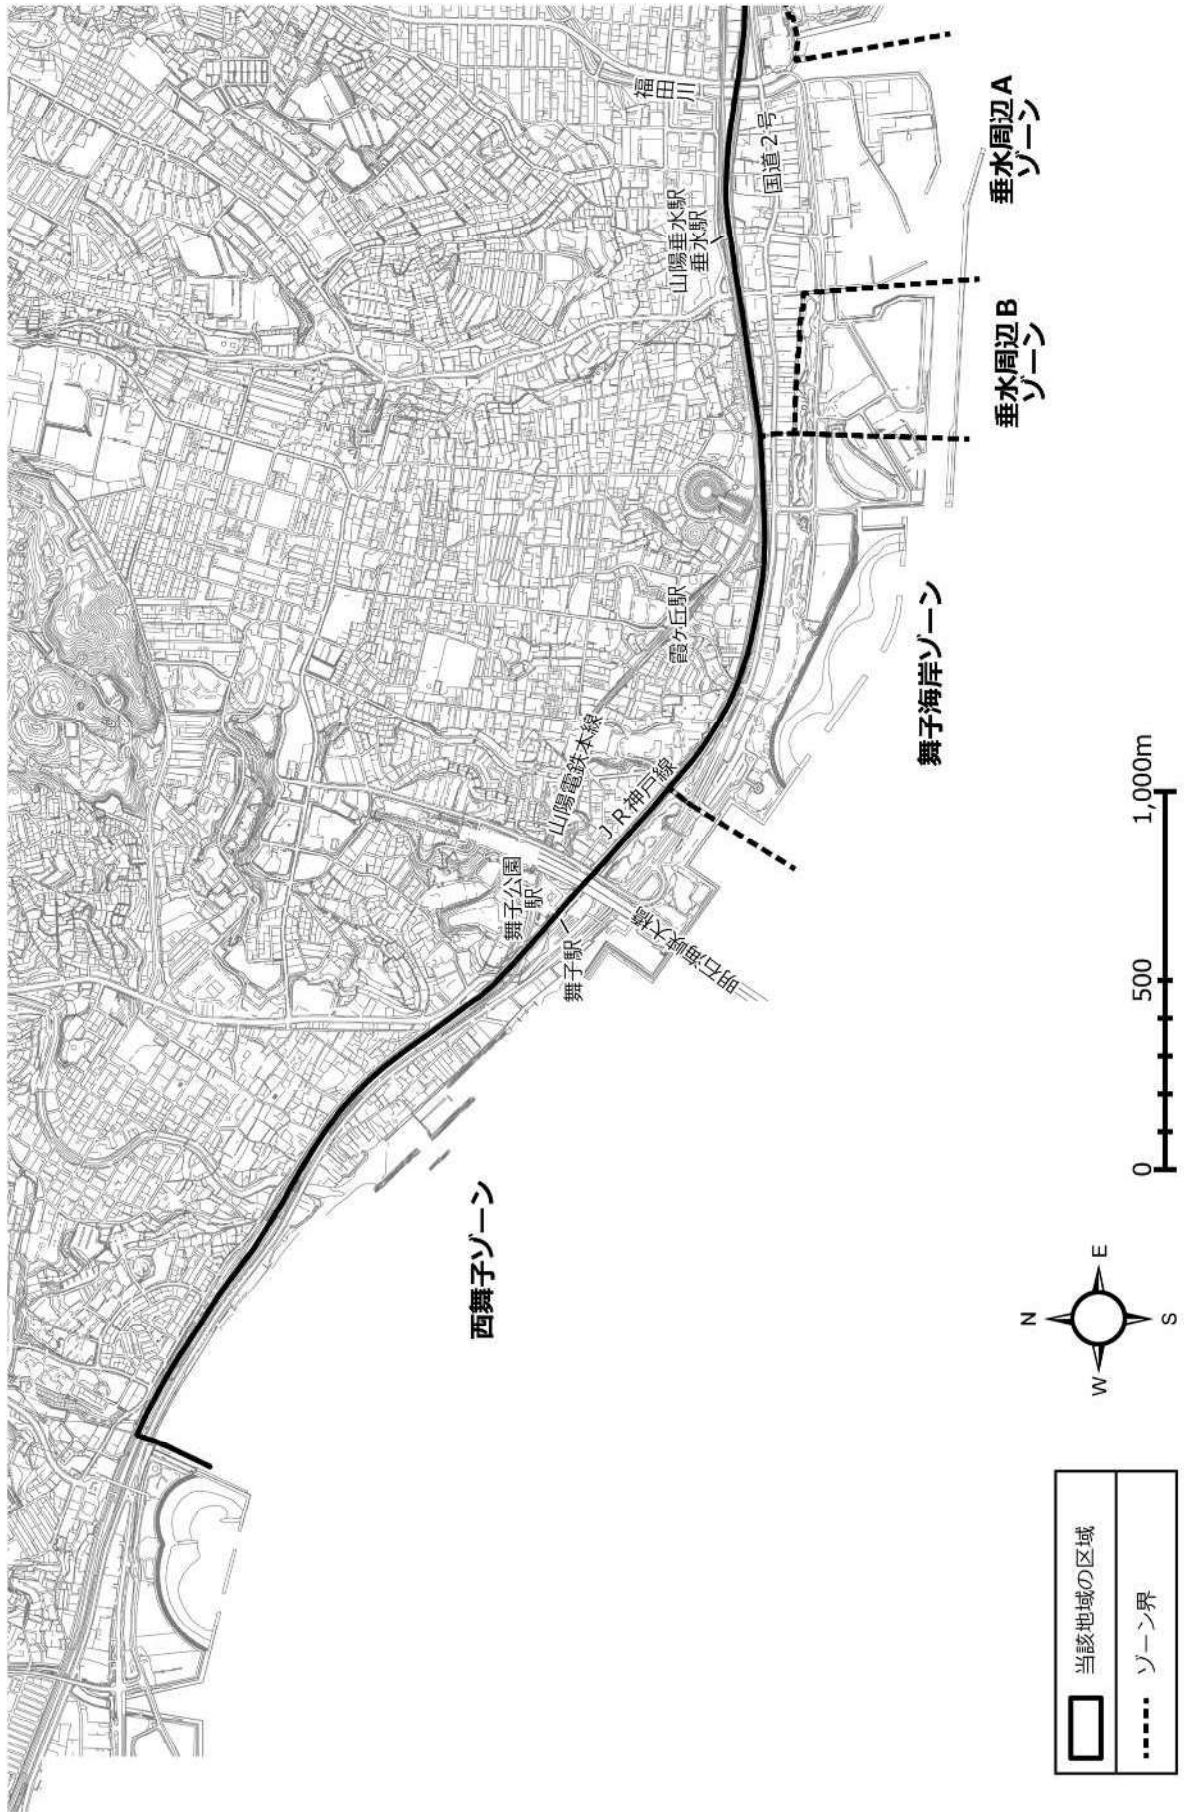 福田川
国道2号
垂水周辺A
ゾーン
山陽垂水駅
垂水駅
垂水周辺B
ゾーン
霞ヶ丘駅
舞子海岸ゾーン
山陽電鉄本線
JR神戸線
舞子公園
駅
舞子駅
明石海峡大橋
西舞子ゾーン
0
500
1,000m
N
W
E
S
当該地域の区域
ゾーン界